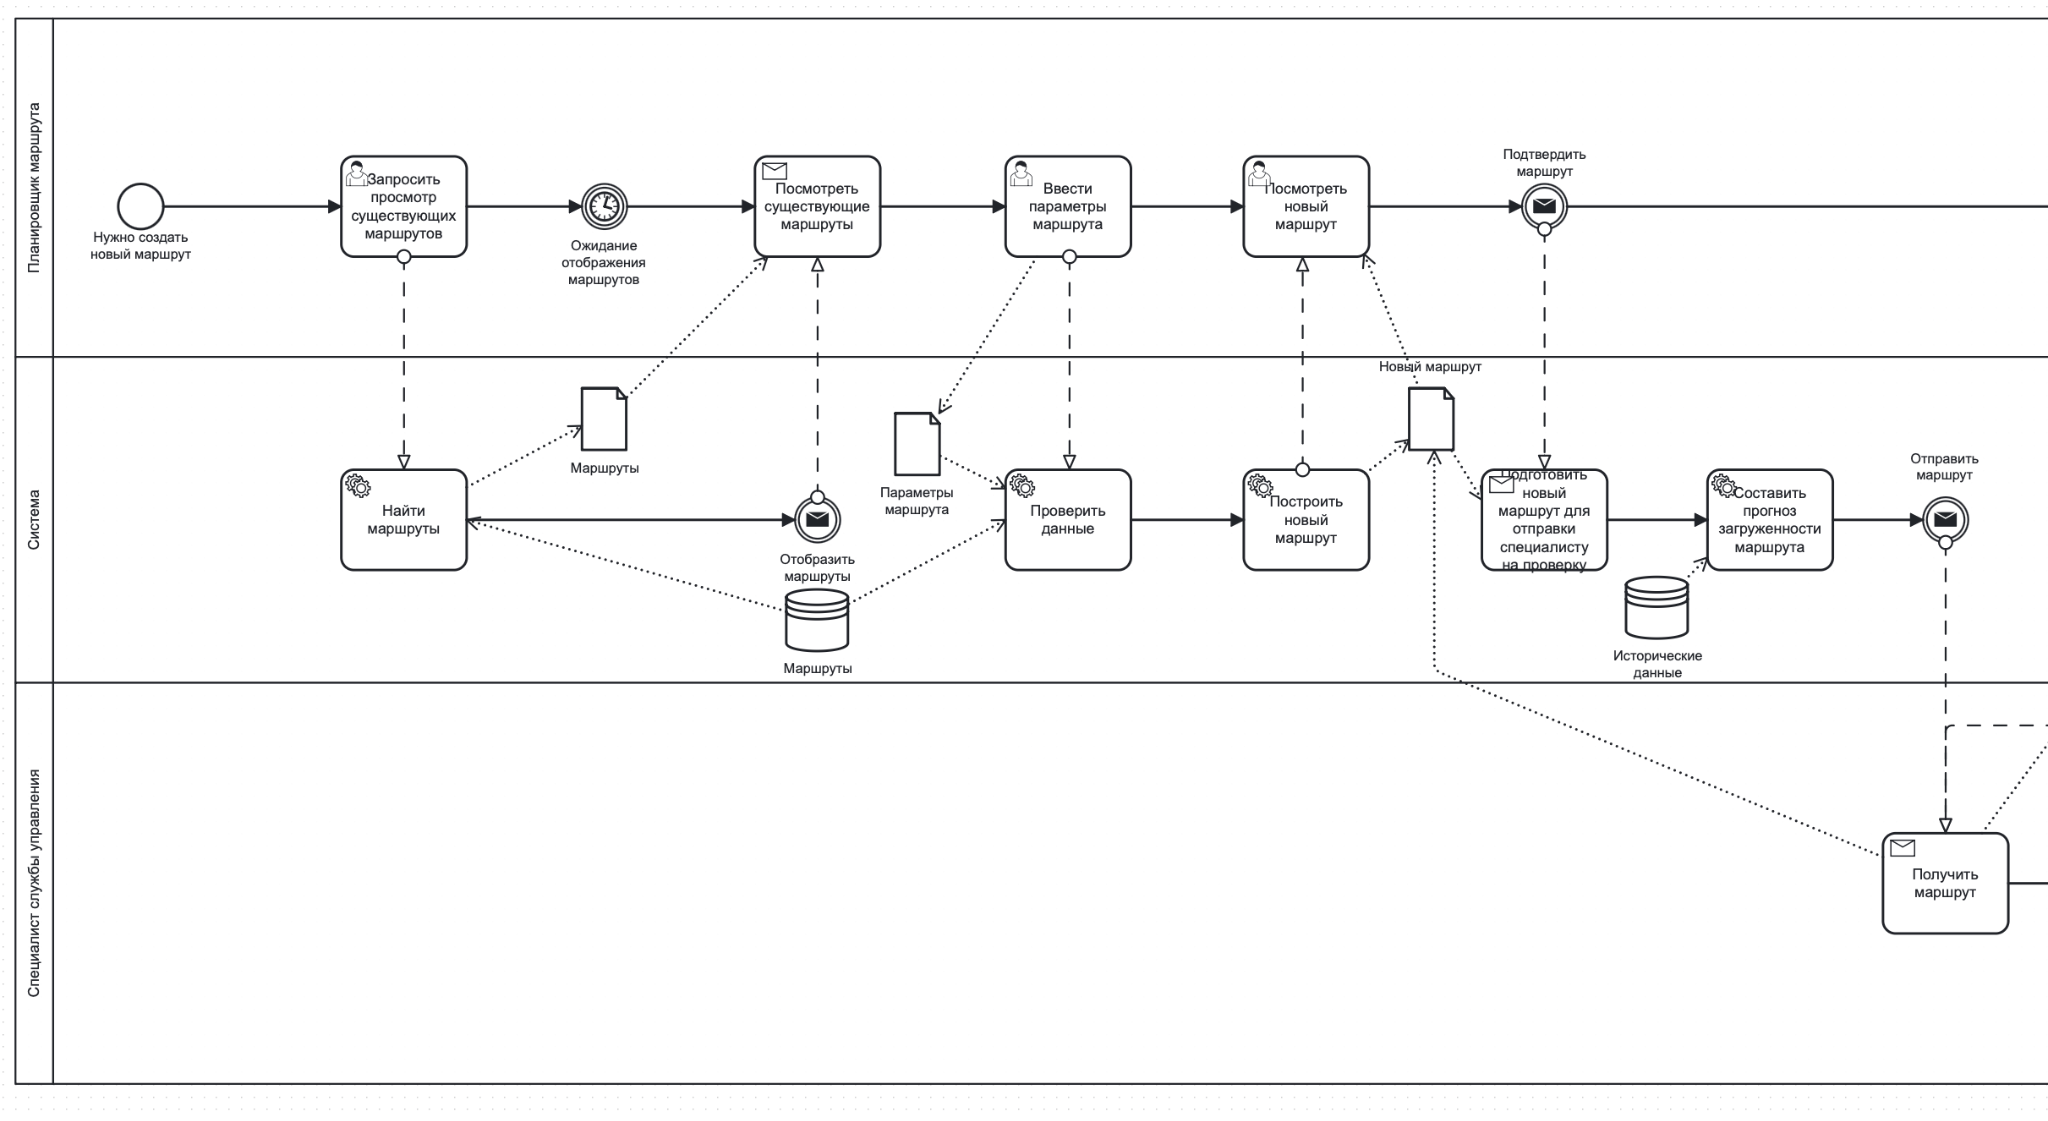 Планировщик маршрута
Нужно создать
новый маршрут
Запросить
просмотр
существующих
маршрутов
Ожидание
отображения
маршрутов
Посмотреть
существующие
маршруты
Ввести
параметры
маршрута
Посмотреть
новый
маршрут
Подтвердить
маршрут
Система
Найти
маршруты
Маршруты
Отобразить
маршруты
Маршруты
Параметры
маршрута
Проверить
данные
Построить
новый
маршрут
Новый маршрут
Подготовить
новый
маршрут для
отправки
специалисту
на проверку
Составить
прогноз
загруженности
маршрута
Исторические
данные
Отправить
маршрут
Специалист службы управления
Получить
маршрут